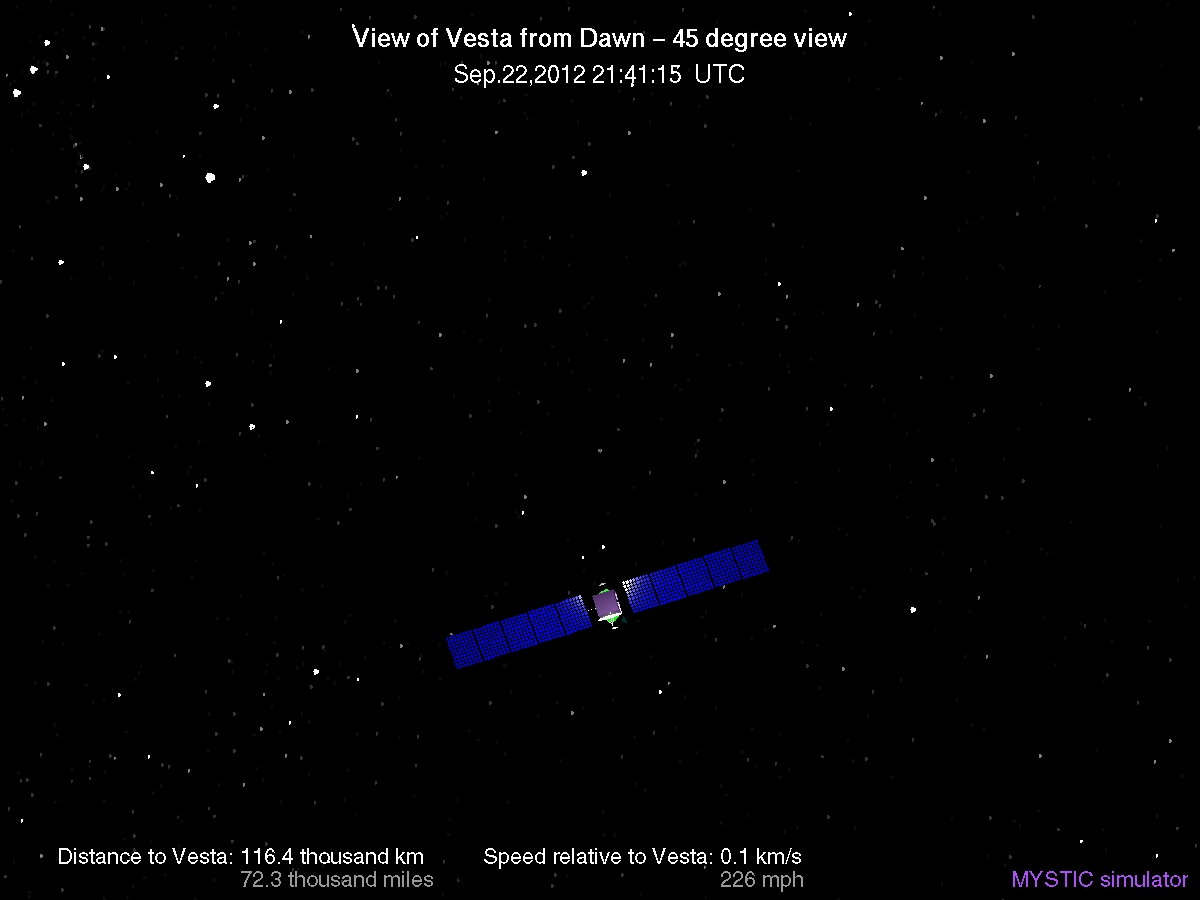 View of Vesta from Dawn – 45 degree view
Sep.22,2012 21:41:15 UTC
Distance to Vesta: 116.4 thousand km
72.3 thousand miles
Speed relative to Vesta: 0.1 km/s
226 mph
MYSTIC simulator